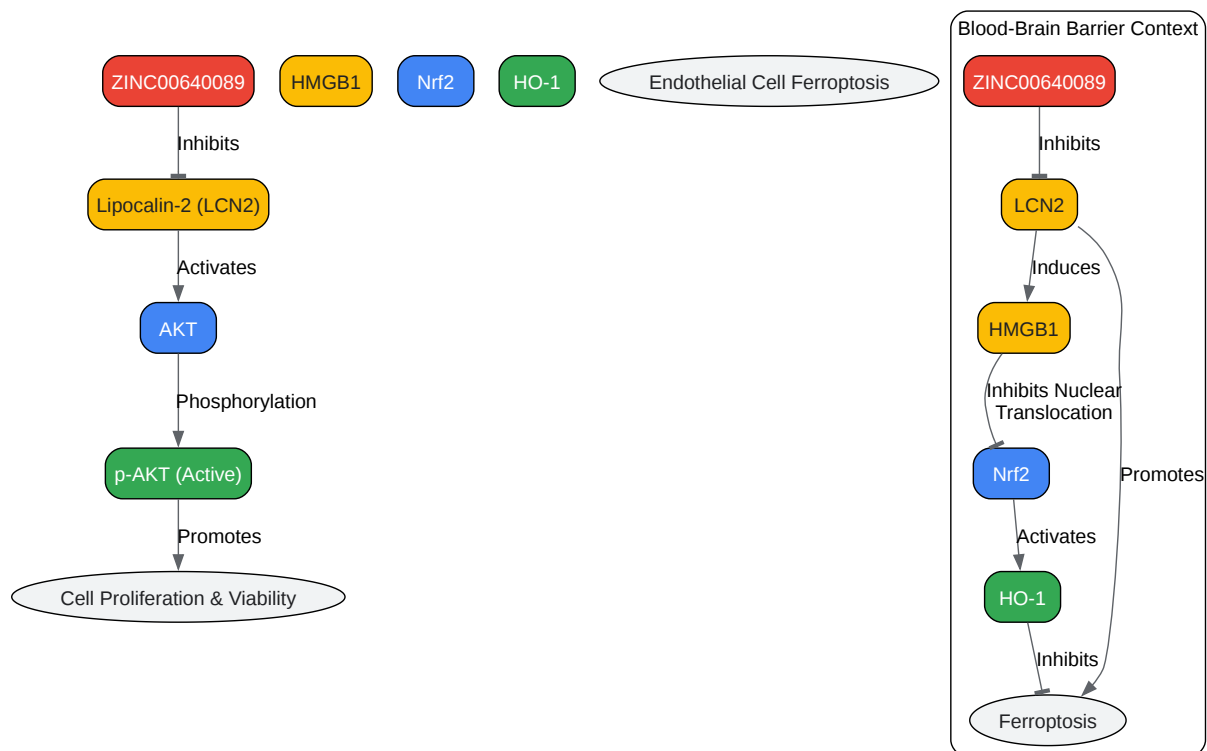 Blood-Brain Barrier Context
ZINC00640089
HMGB1
Nrf2
HO-1
Endothelial Cell Ferroptosis
ZINC00640089
Inhibits
Inhibits
Lipocalin-2 (LCN2)
LCN2
Activates
Induces
AKT
HMGB1
Phosphorylation
Inhibits Nuclear
Translocation
p-AKT (Active)
Nrf2
Promotes
Promotes
Activates
Cell Proliferation & Viability
HO-1
Inhibits
Ferroptosis